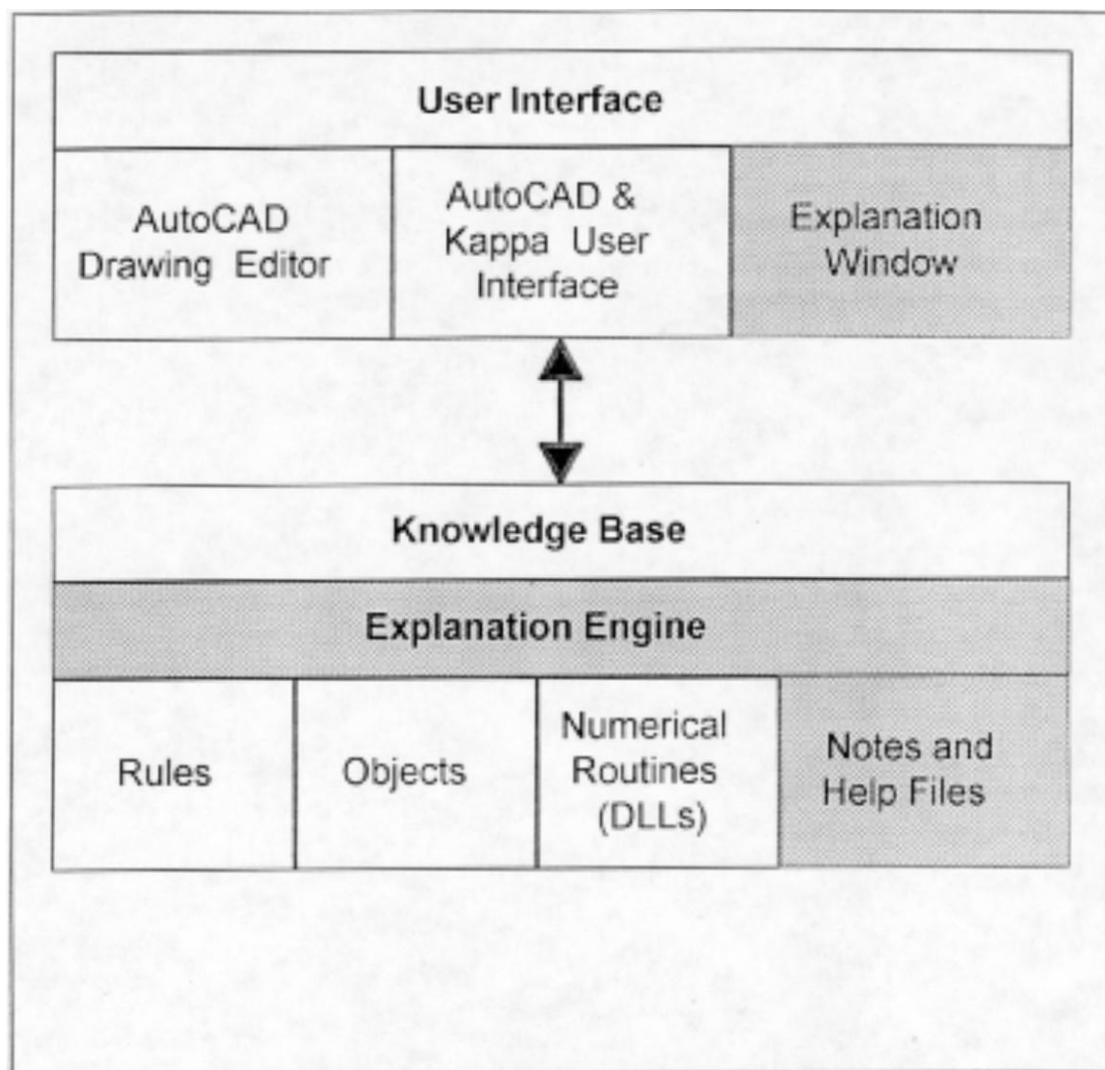 User Interface
AutoCAD
Drawing Editor
AutoCAD &
Kappa User
Interface
Explanation
Window
Knowledge Base
Explanation Engine
Rules
Objects
Numerical
Routines
(DLLs)
Notes and
Help Files